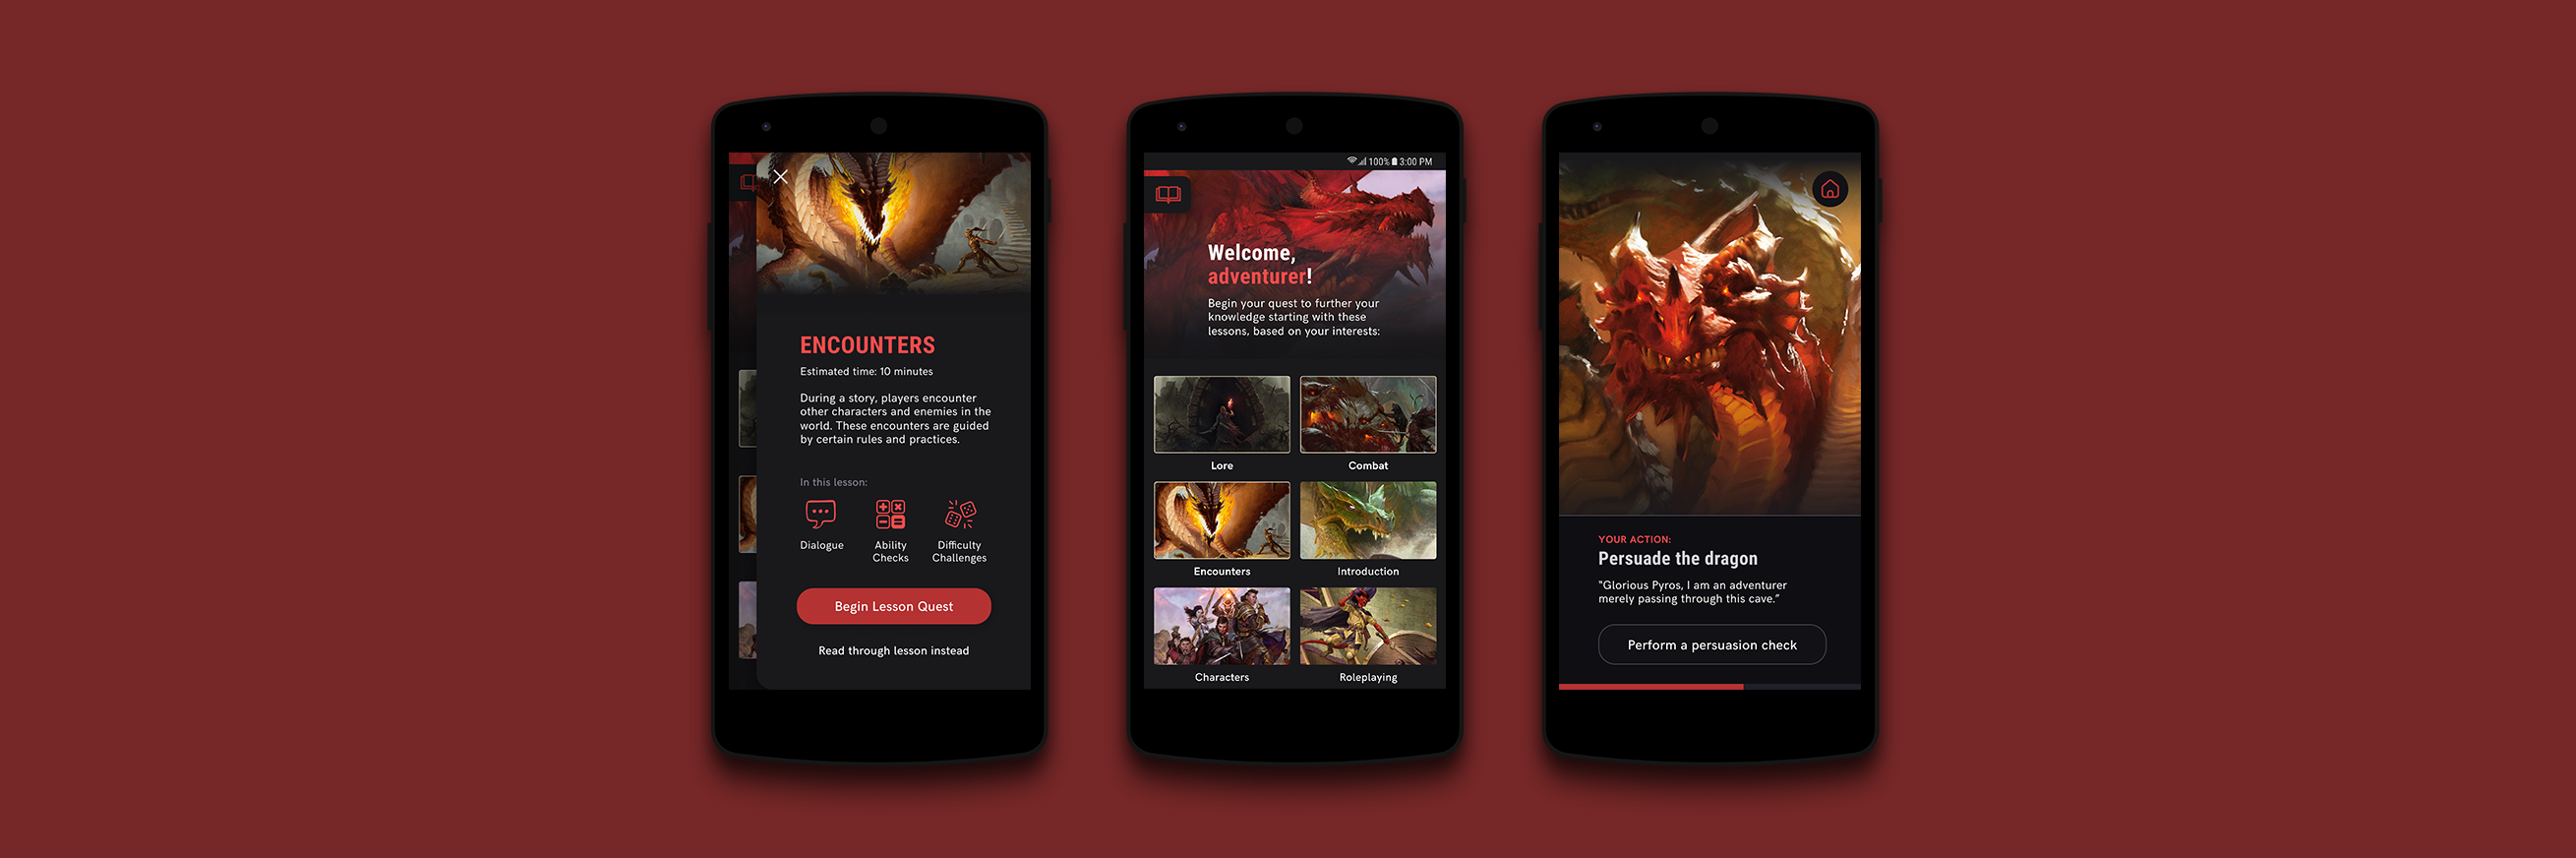 ENCOUNTERS
Estimated time: 10 minutes
During a story, players encounter
other characters and enemies in the
world. These encounters are guided
by certain rules and practices.
In this lesson:
Dialogue
Ability
Checks
Difficulty
Challenges
Begin Lesson Quest
Read through lesson instead
100% 3:00 PM
Welcome,
adventurer!
Begin your quest to further your
knowledge starting with these
lessons, based on your interests:
Lore
Combat
Encounters
Introduction
Characters
Roleplaying
YOUR ACTION:
Persuade the dragon
“Glorious Pyros, I am an adventurer
merely passing through this cave.”
Perform a persuasion check